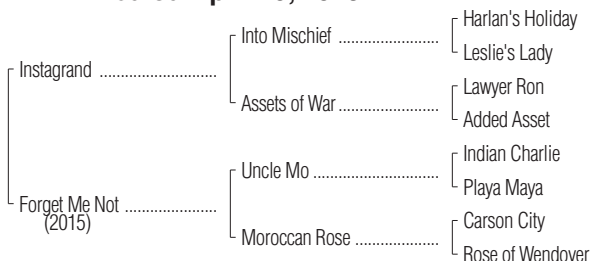 Harlan's Holiday
Into Mischief
Leslie's Lady
Instagrand
Lawyer Ron
Assets of War
Added Asset
Indian Charlie
Uncle Mo
Playa Maya
Forget Me Not
(2015)
Carson City
Moroccan Rose
Rose of Wendover